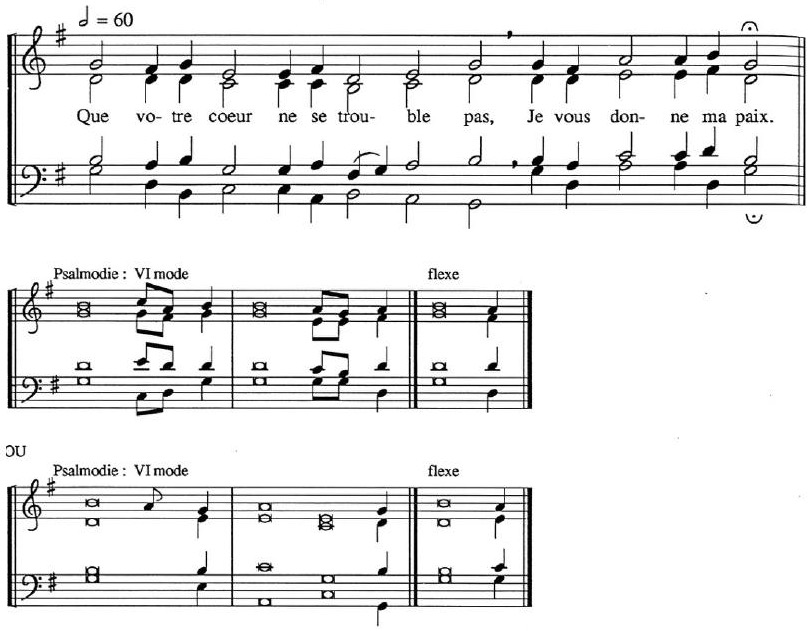 = 60
Que vo- tre coeur ne se trou- ble pas, Je vous don- ne ma paix.
Psalmodie : VI mode flexe
OU
Psalmodie : VI mode flexe